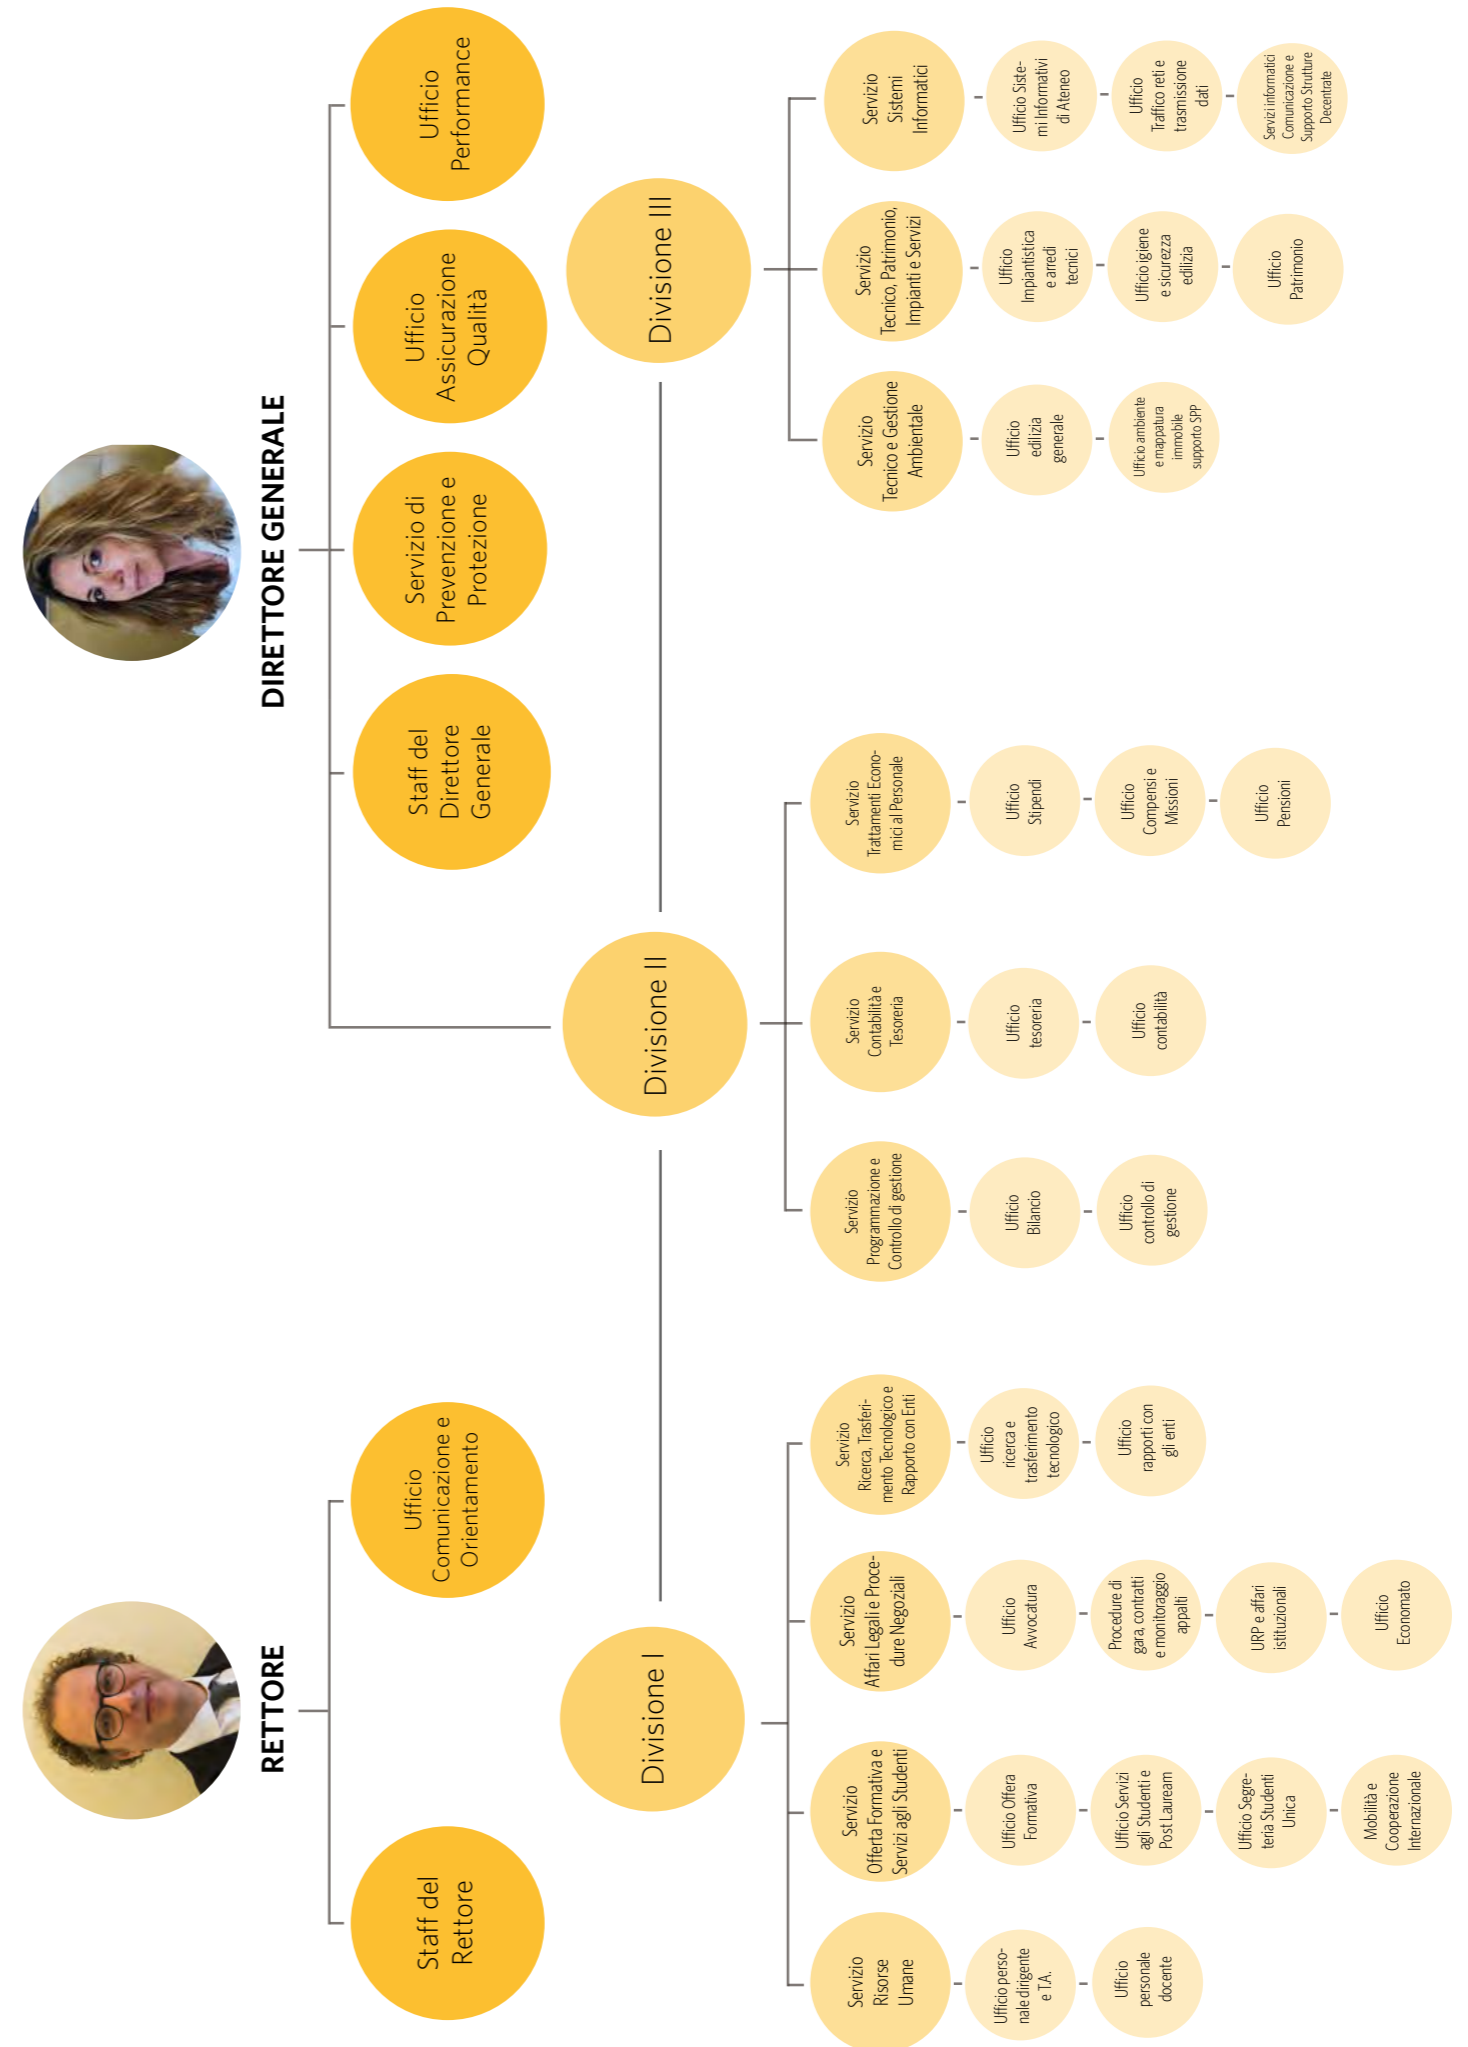 RETTORE
DIRETTORE GENERALE
Staff del
Rettore
Ufficio
Comunicazione e
Orientamento
Staff del
Direttore
Generale
Servizio di
Prevenzione e
Protezione
Ufficio
Assicurazione
Qualità
Ufficio
Performance
Divisione I
Divisione II
Divisione III
Servizio
Risorse
Umane
Ufficio perso-
nale dirigente
e T.A.
Ufficio
personale
docente
Servizio
Offerta Formativa e
Servizi agli Studenti
Ufficio Offera
Formativa
Ufficio Servizi
agli Studenti e
Post Lauream
Ufficio Segre-
teria Studenti
Unica
Mobilità e
Cooperazione
Internazionale
Servizio
Affari Legali e Proce-
dure Negoziali
Ufficio
Avvocatura
Procedure di
gara, contratti
e monitoraggio
appalti
URP e affari
istituzionali
Ufficio
Economato
Servizio
Ricerca, Trasferi-
mento Tecnologico e
Rapporto con Enti
Ufficio
ricerca e
trasferimento
tecnologico
Ufficio
rapporti con
gli enti
Servizio
Programmazione e
Controllo di gestione
Ufficio
Bilancio
Ufficio
controllo di
gestione
Servizio
Contabilità e
Tesoreria
Ufficio
tesoreria
Ufficio
contabilità
Servizio
Trattamenti Econo-
mici al Personale
Ufficio
Stipendi
Ufficio
Compensi e
Missioni
Ufficio
Pensioni
Servizio
Tecnico e Gestione
Ambientale
Ufficio
edilizia
generale
Ufficio ambiente
e mappatura
immobile
supporto SPP
Servizio
Tecnico, Patrimonio,
Impianti e Servizi
Ufficio
Impiantistica
e arredi
tecnici
Ufficio igiene
e sicurezza
edilizia
Ufficio
Patrimonio
Servizio
Sistemi
Informatici
Ufficio Siste-
mi Informativi
di Ateneo
Ufficio
Traffico reti e
trasmissione
dati
Servizi informatici
Comunicazione e
Supporto Strutture
Decentrate